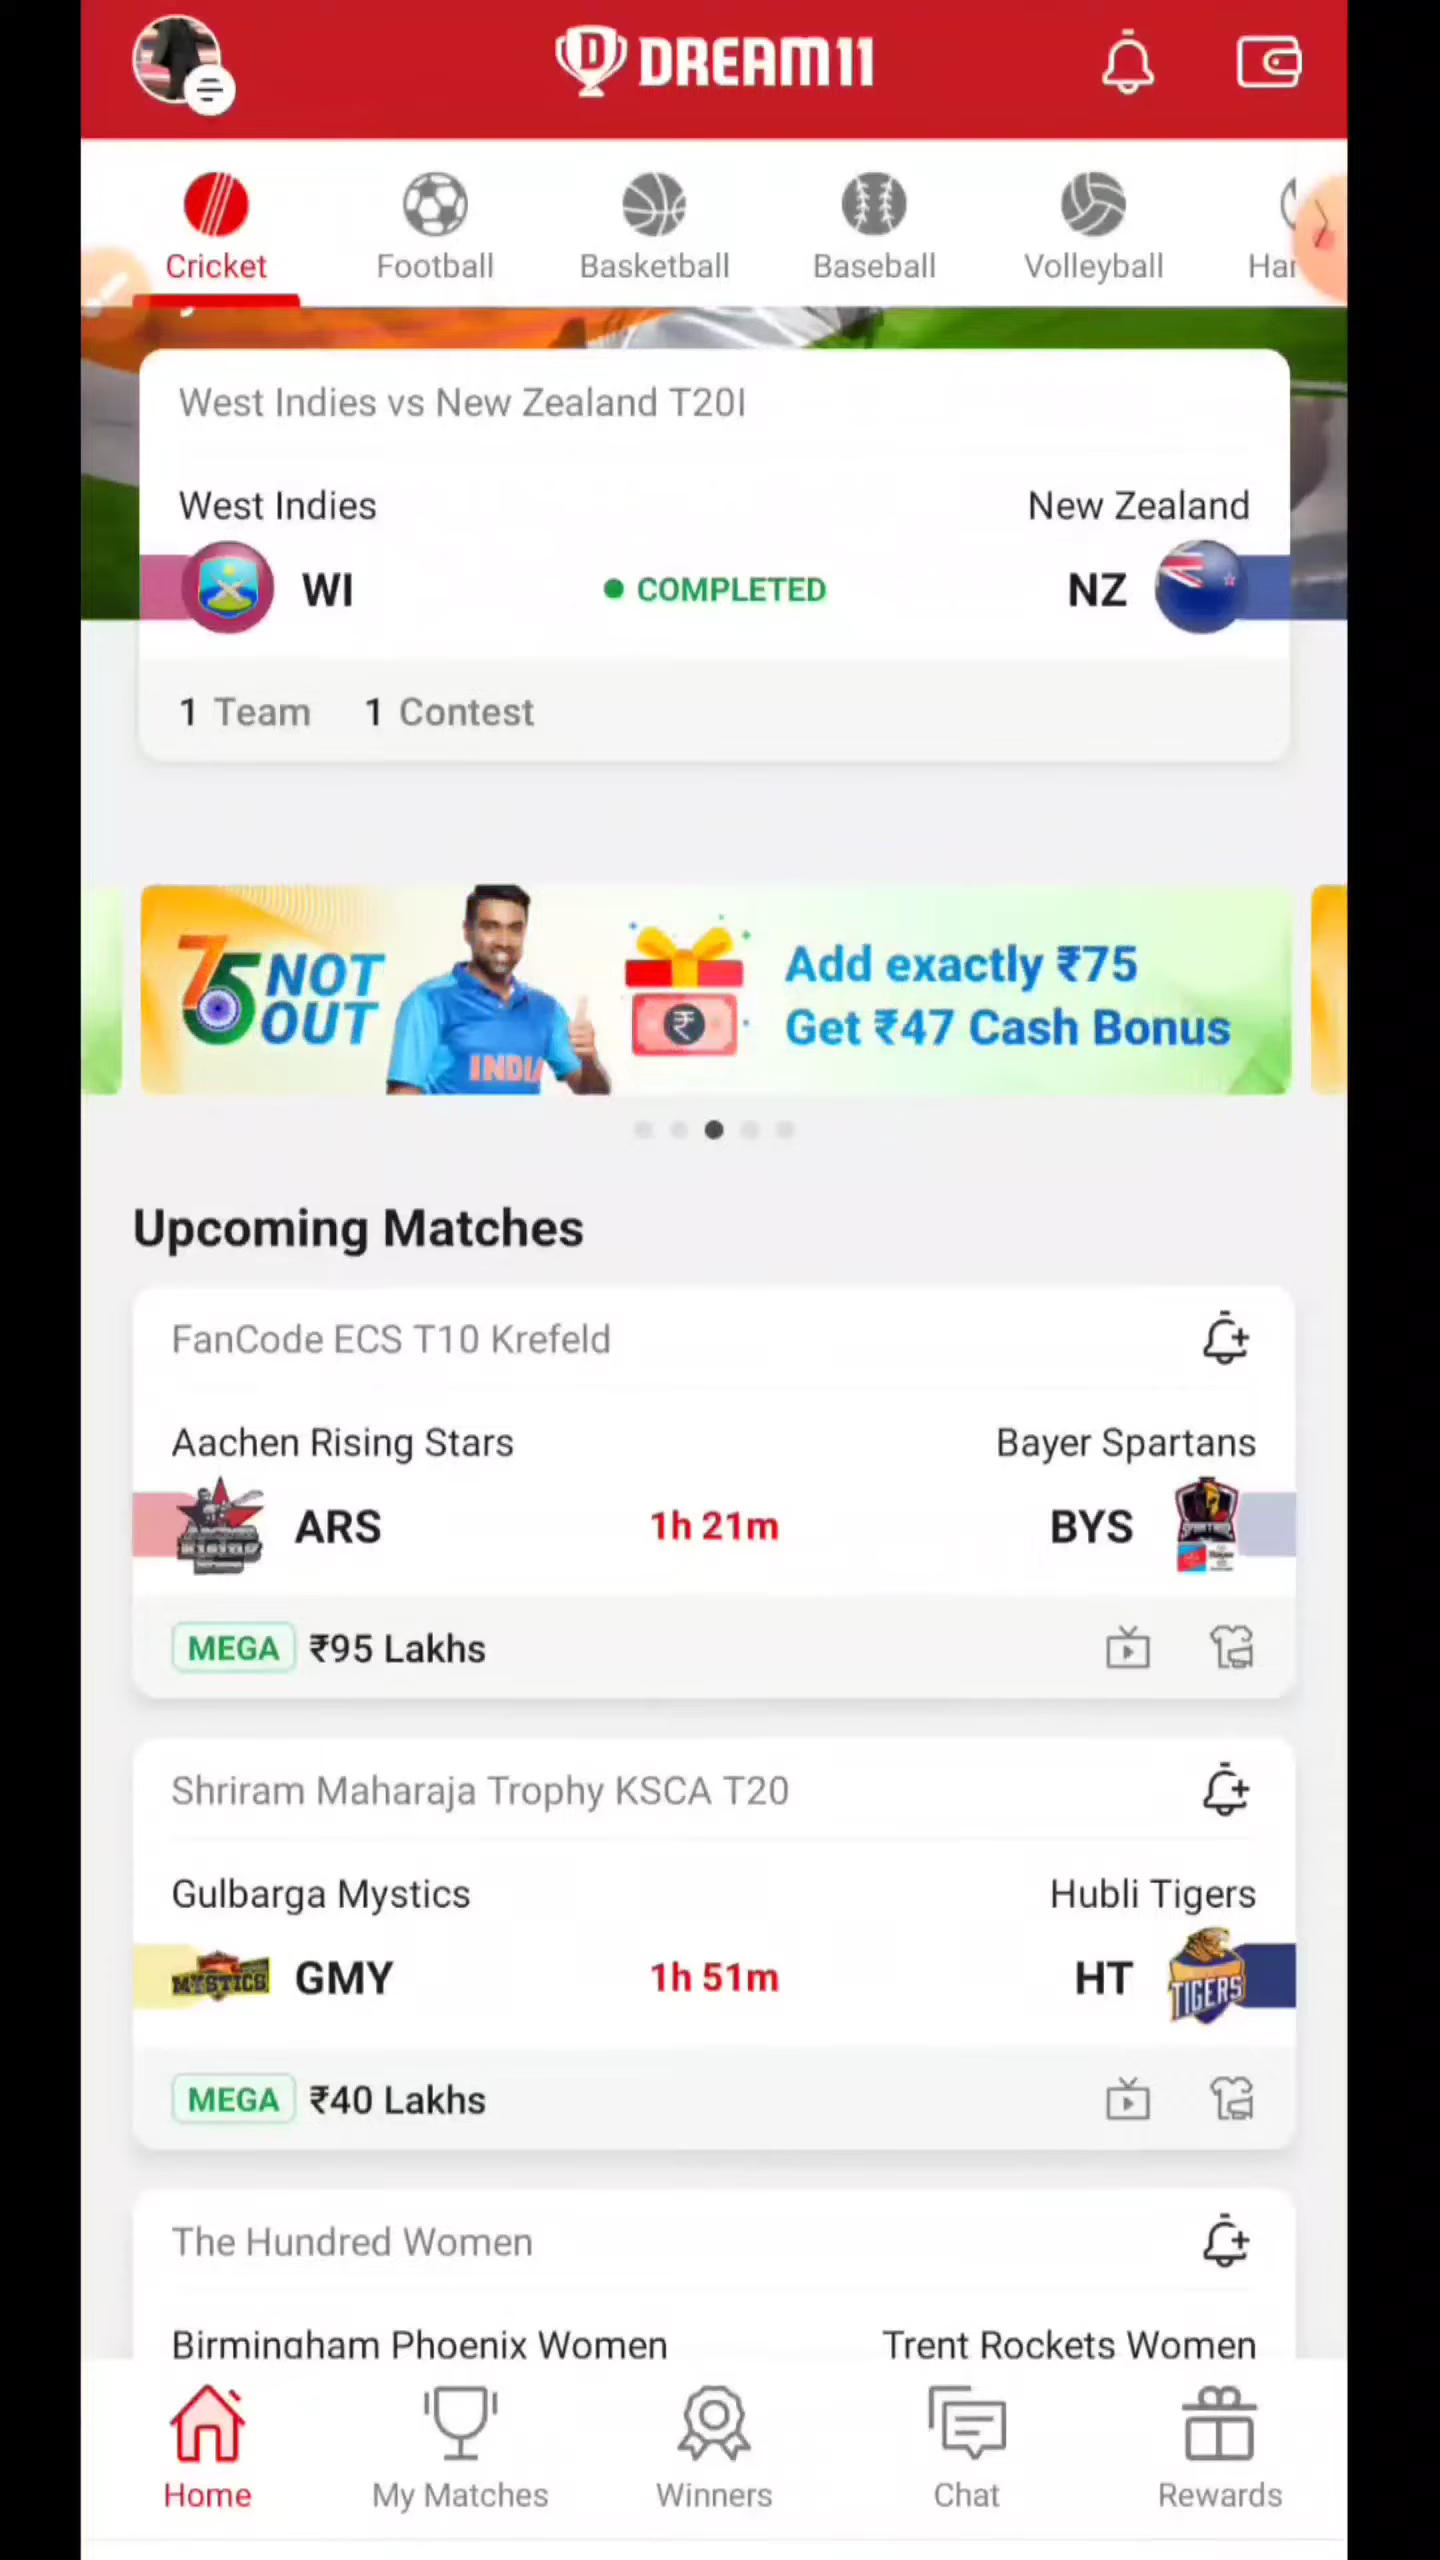 DREAM11
Cricket
Football
Basketball
Baseball
Volleyball
West Indies vs New Zealand T20I
West Indies
New Zealand
WI
COMPLETED
NZ
1 Team
1 Contest
75 NOT OUT
INDIA
Add exactly ₹75
Get ₹47 Cash Bonus
Upcoming Matches
FanCode ECS T10 Krefeld
Aachen Rising Stars
Bayer Spartans
ARS
1h 21m
BYS
MEGA
₹95 Lakhs
Shriram Maharaja Trophy KSCA T20
Gulbarga Mystics
Hubli Tigers
MYSTICS
GMY
1h 51m
HT
TIGERS
MEGA
₹40 Lakhs
The Hundred Women
Birmingham Phoenix Women
Trent Rockets Women
Home
My Matches
Winners
Chat
Rewards